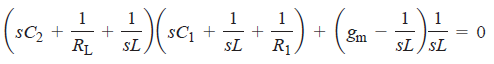 (sC₂ + 1/R_L + 1/sL)(sC₁ + 1/sL + 1/R₁) + (g_m − 1/sL)1/sL = 0